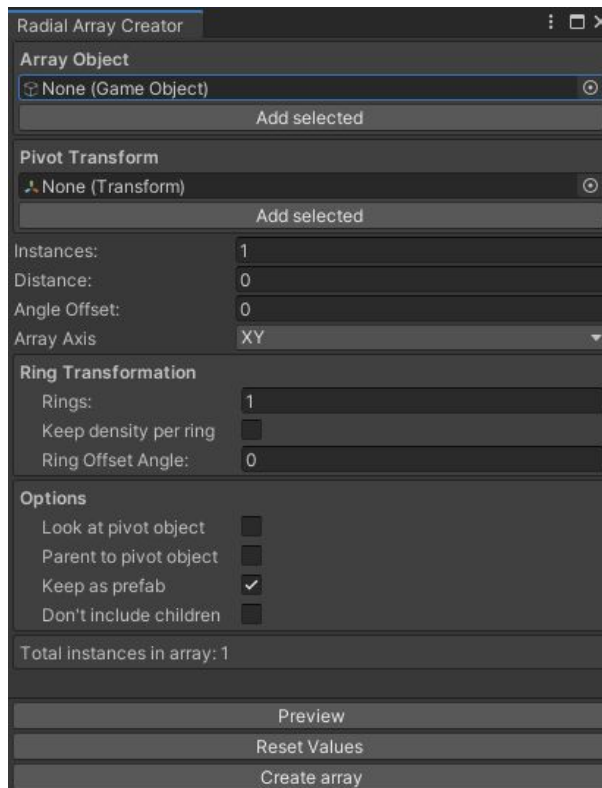 Radial Array Creator
Array Object
None (Game Object)
Add selected
Pivot Transform
None (Transform)
Add selected
Instances: 1
Distance: 0
Angle Offset: 0
Array Axis XY
Ring Transformation
Rings: 1
Keep density per ring
Ring Offset Angle: 0
Options
Look at pivot object
Parent to pivot object
Keep as prefab
Don't include children
Total instances in array: 1
Preview
Reset Values
Create array